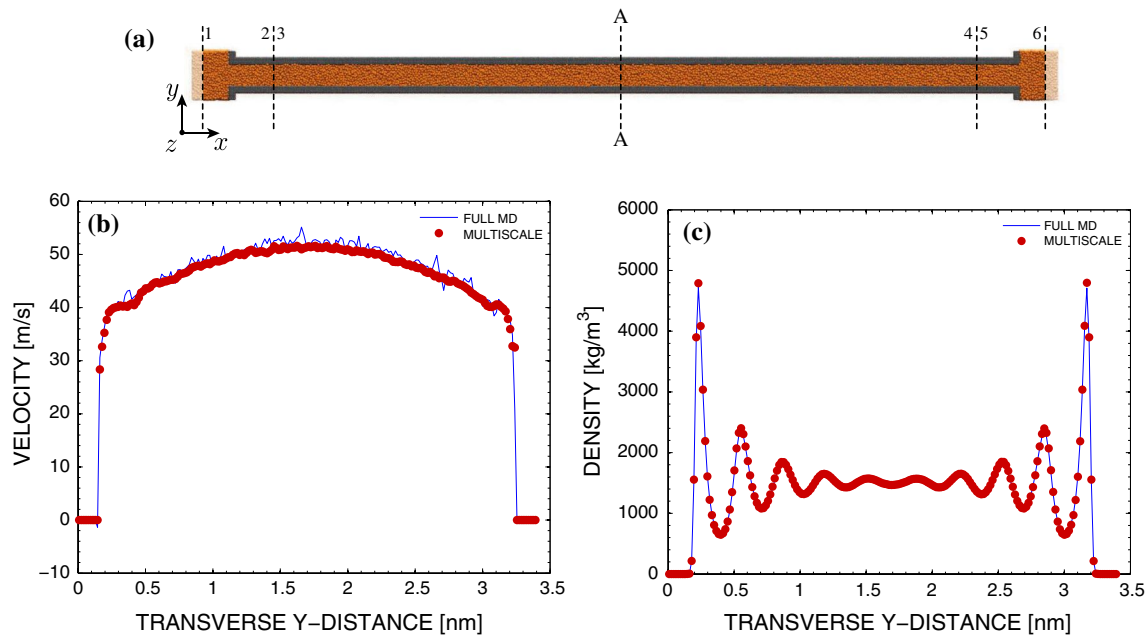 (a)
1
2
3
A
4
5
6
y
z
x
A
(b)
FULL MD
MULTISCALE
60
50
40
30
20
10
0
−10
VELOCITY [m/s]
0
0.5
1
1.5
2
2.5
3
3.5
TRANSVERSE Y−DISTANCE [nm]
(c)
FULL MD
MULTISCALE
6000
5000
4000
3000
2000
1000
0
DENSITY [kg/m³]
0
0.5
1
1.5
2
2.5
3
3.5
TRANSVERSE Y−DISTANCE [nm]